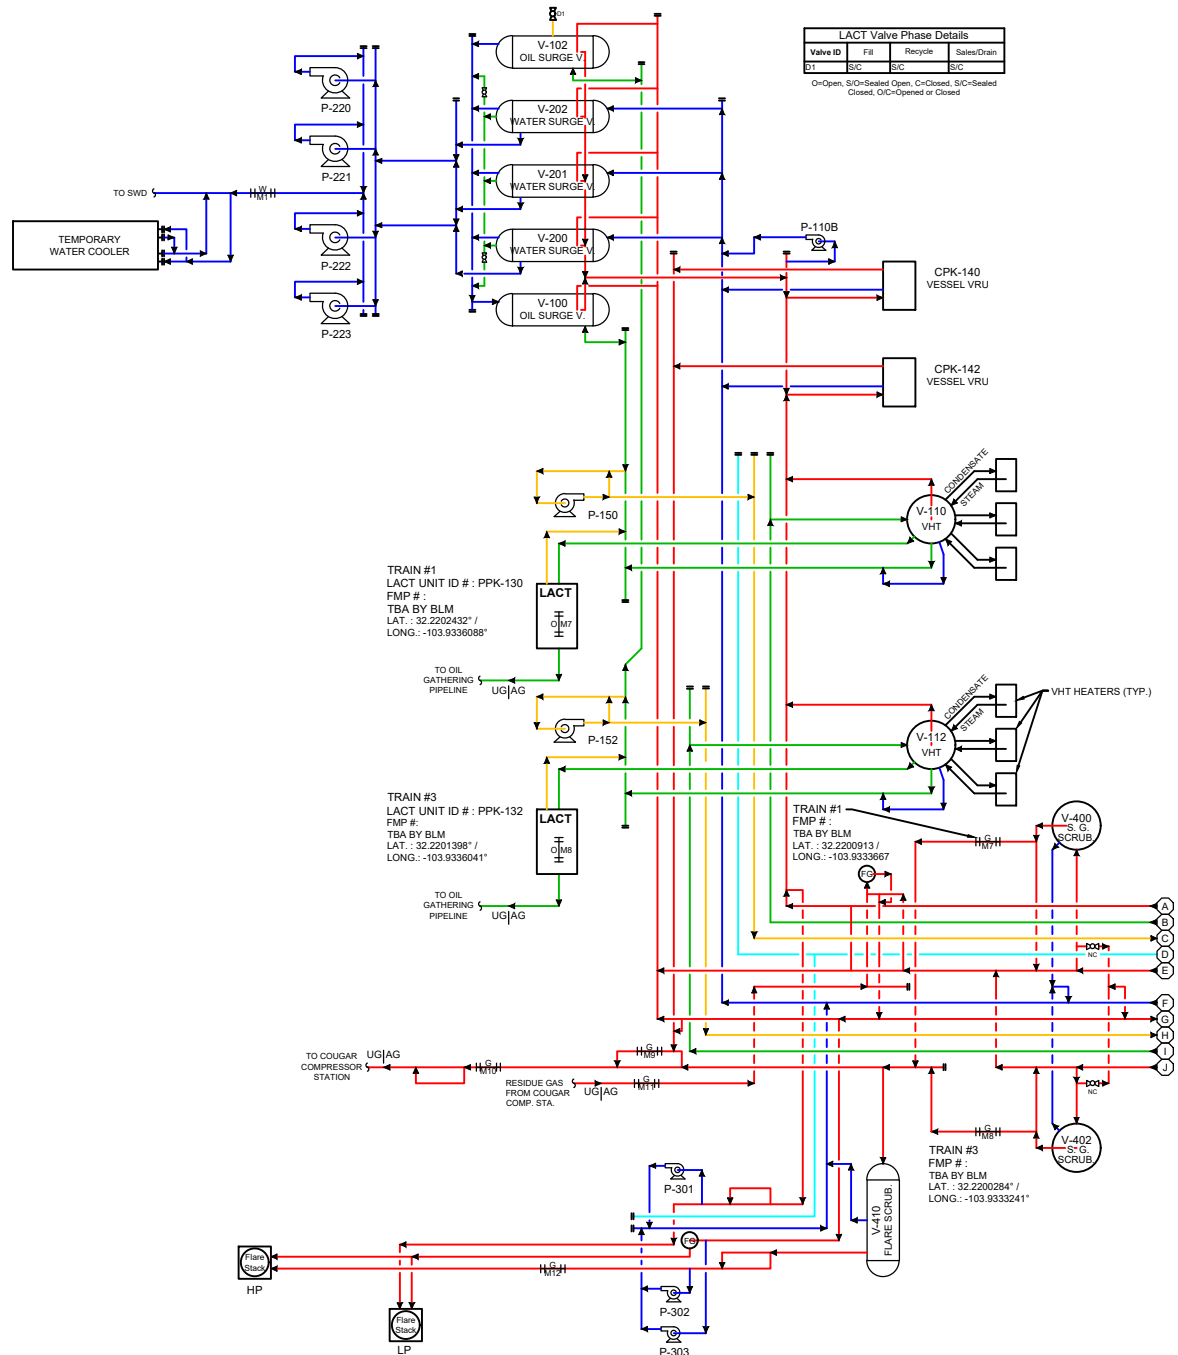 D1
V-102
OIL SURGE V.
LACT Valve Phase Details
Valve ID Fill Recycle Sales/Drain
D1 S/C S/C S/C
O=Open, S/O=Sealed Open, C=Closed, S/C=Sealed
Closed, O/C=Opened or Closed
P-220
V-202
WATER SURGE V.
P-221
V-201
WATER SURGE V.
TO SWD
W
M1
TEMPORARY
WATER COOLER
P-222
V-200
WATER SURGE V.
P-110B
CPK-140
VESSEL VRU
P-223
V-100
OIL SURGE V.
CPK-142
VESSEL VRU
P-150
CONDENSATE
STEAM
V-110
VHT
TRAIN #1
LACT UNIT ID # : PPK-130
FMP # :
TBA BY BLM
LAT. : 32.2202432° /
LONG.: -103.9336088°
LACT
O M7
TO OIL
GATHERING
PIPELINE
UG|AG
P-152
CONDENSATE
STEAM
V-112
VHT
VHT HEATERS (TYP.)
TRAIN #3
LACT UNIT ID # : PPK-132
FMP #:
TBA BY BLM
LAT. : 32.2201398° /
LONG.: -103.9336041°
LACT
O M8
TO OIL
GATHERING
PIPELINE
UG|AG
TRAIN #1
FMP # :
TBA BY BLM
LAT. : 32.2200913 /
LONG.: -103.9333667
G
M7
V-400
S. G.
SCRUB.
FG
A
B
C
D
NC
E
F
G
H
I
J
TO COUGAR
COMPRESSOR
STATION
UG|AG
G
M10
G
M9
RESIDUE GAS
FROM COUGAR
COMP. STA.
UG|AG
G
M11
NC
G
M8
V-402
S. G.
SCRUB.
TRAIN #3
FMP # :
TBA BY BLM
LAT. : 32.2200284° /
LONG.: -103.9333241°
P-301
V-410
FLARE SCRUB.
FG
Flare
Stack
HP
G
M12
P-302
Flare
Stack
LP
P-303